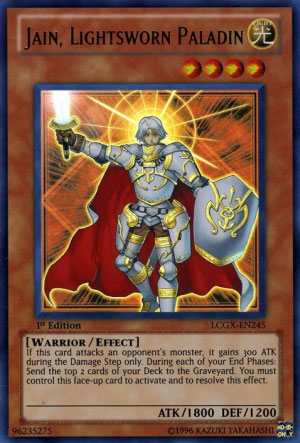 JAIN, LIGHTSWORN PALADIN
LIGHT
光
1st Edition
LCGX-EN245
[WARRIOR / EFFECT]
If this card attacks an opponent's monster, it gains 300 ATK
during the Damage Step only. During each of your End Phases:
Send the top 2 cards of your Deck to the Graveyard. You must
control this face-up card to activate and to resolve this effect.
ATK/1800 DEF/1200
96235275
©1996 KAZUKI TAKAHASHI